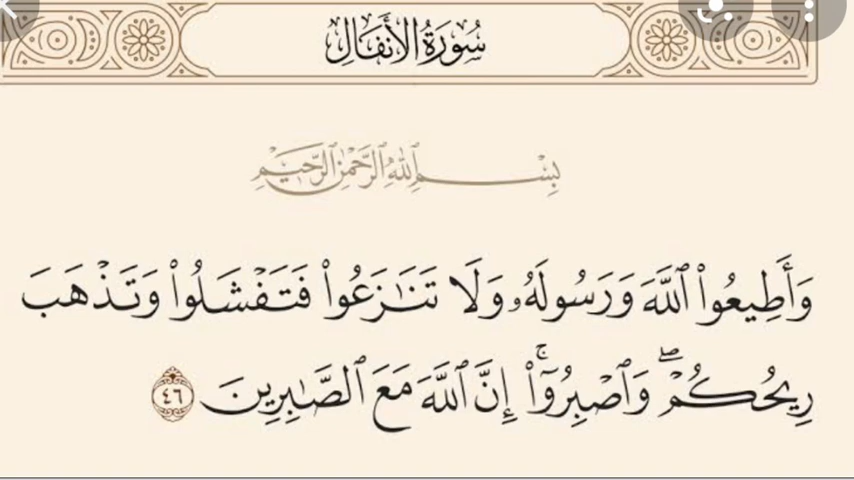 سُورَةُ الأَنفَالِ
بِسْمِ ٱللَّهِ ٱلرَّحْمَٰنِ ٱلرَّحِيمِ
وَأَطِيعُوا۟ ٱللَّهَ وَرَسُولَهُۥ وَلَا تَنَٰزَعُوا۟ فَتَفْشَلُوا۟ وَتَذْهَبَ
رِيحُكُمْ ۖ وَٱصْبِرُوٓا۟ ۚ إِنَّ ٱللَّهَ مَعَ ٱلصَّٰبِرِينَ ٤٦